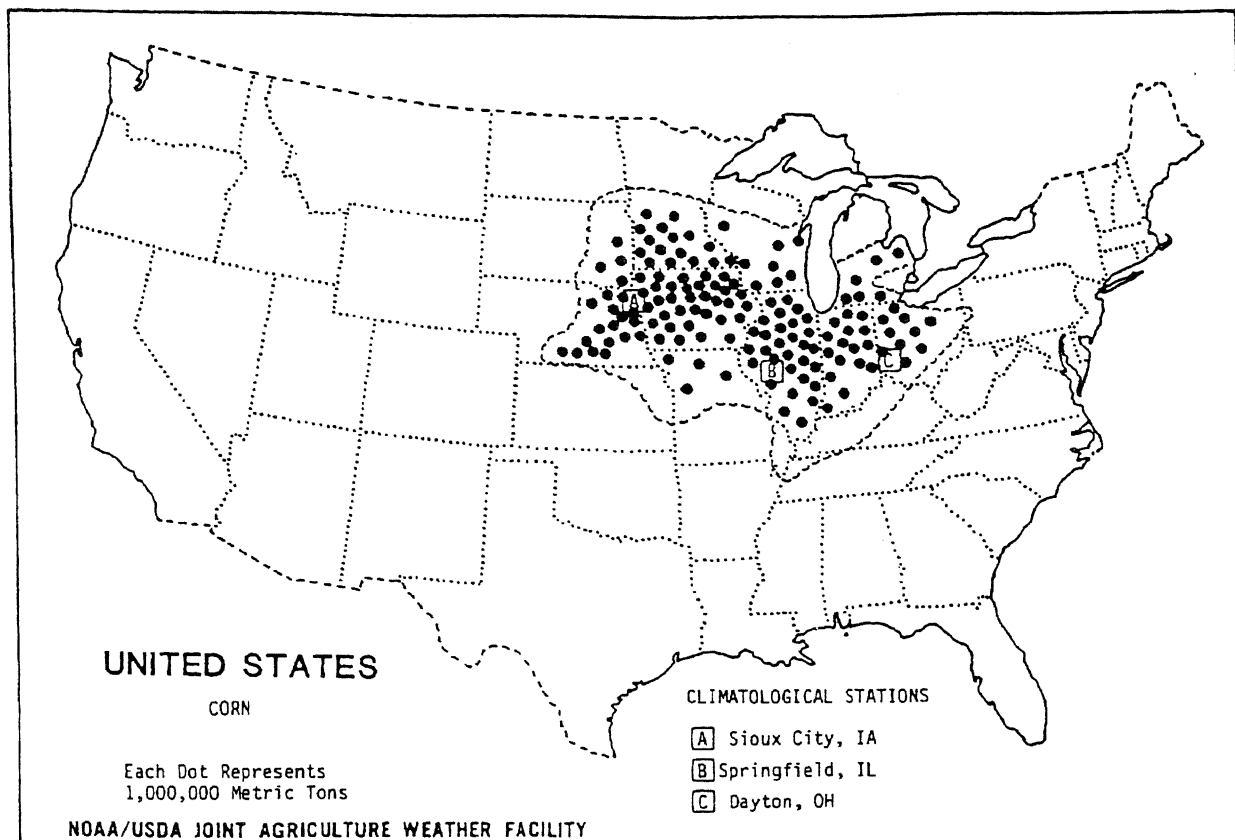 A
B
C
UNITED STATES
CORN
Each Dot Represents
1,000,000 Metric Tons
NOAA/USDA JOINT AGRICULTURE WEATHER FACILITY
CLIMATOLOGICAL STATIONS
A Sioux City, IA
B Springfield, IL
C Dayton, OH